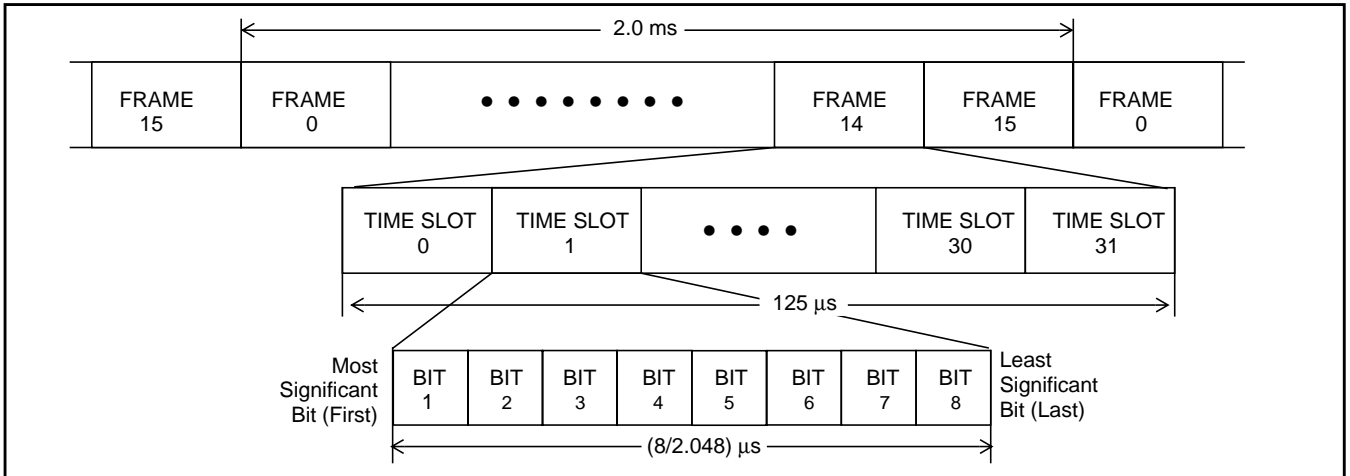 2.0 ms
FRAME 15
FRAME 0
• • • • • • • •
FRAME 14
FRAME 15
FRAME 0
TIME SLOT 0
TIME SLOT 1
• • • •
TIME SLOT 30
TIME SLOT 31
125 µs
Most
Significant
Bit (First)
BIT 1
BIT 2
BIT 3
BIT 4
BIT 5
BIT 6
BIT 7
BIT 8
Least
Significant
Bit (Last)
(8/2.048) µs